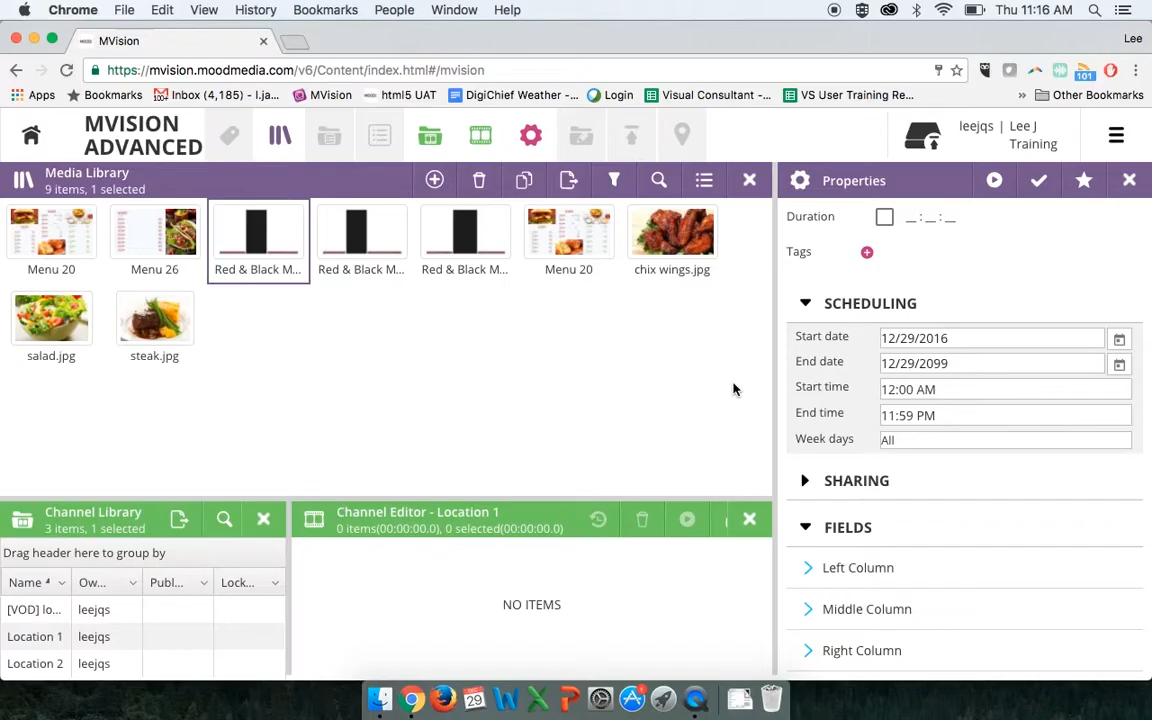 Chrome File Edit View History Bookmarks People Window Help Thu 11:16 AM
MVision Lee
https://mvision.moodmedia.com/v6/Content/index.html#/mvision 101
Apps Bookmarks Inbox (4,185) - l.ja... MVision html5 UAT DigiChief Weather -... Login Visual Consultant -... VS User Training Re... » Other Bookmarks
MVISION ADVANCED
leejqs | Lee J
Training
Media Library
9 items, 1 selected
Menu 20 Menu 26 Red & Black M... Red & Black M... Red & Black M... Menu 20 chix wings.jpg
salad.jpg steak.jpg
Channel Library
3 items, 1 selected
Drag header here to group by
Name Ow... Publ... Lock...
[VOD] lo... leejqs
Location 1 leejqs
Location 2 leejqs
Channel Editor - Location 1
0 items(00:00:00.0), 0 selected(00:00:00.0)
NO ITEMS
Properties
Duration __:__:__
Tags
SCHEDULING
Start date 12/29/2016
End date 12/29/2099
Start time 12:00 AM
End time 11:59 PM
Week days All
SHARING
FIELDS
Left Column
Middle Column
Right Column
29